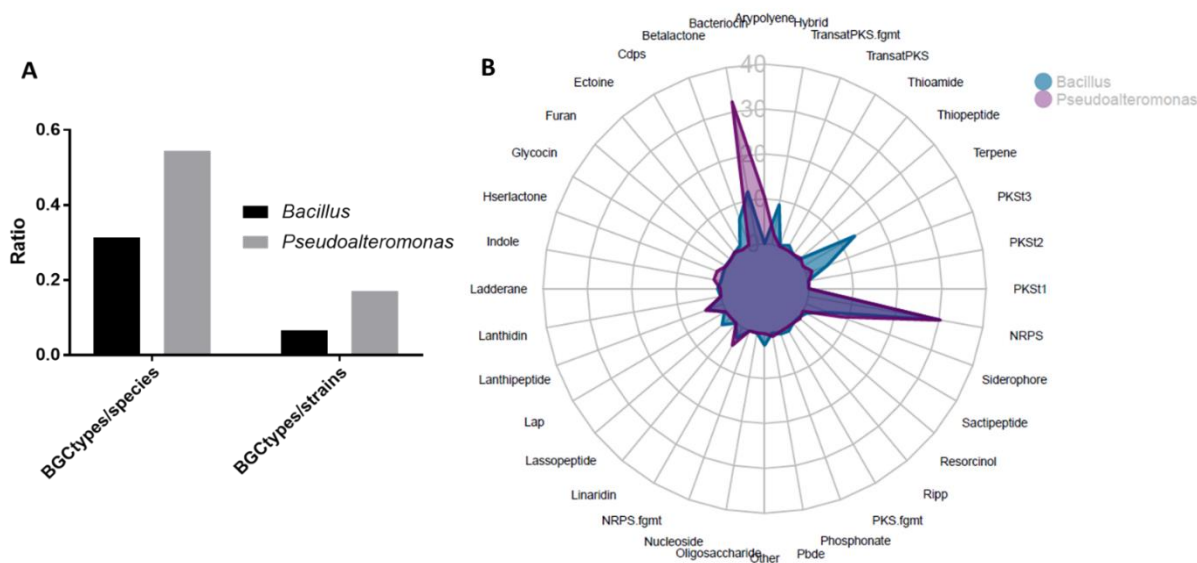 A
Ratio
0.6
0.4
0.2
0.0
BGCtypes/species
BGCtypes/strains
Bacillus
Pseudoalteromonas
B
Bacillus
Pseudoalteromonas
40
30
20
10
0
Arypolyene
Hybrid
TransatPKS.fgmt
TransatPKS
Thioamide
Thiopeptide
Terpene
PKSt3
PKSt2
PKSt1
NRPS
Siderophore
Sactipeptide
Resorcinol
Ripp
PKS.fgmt
Phosphonate
Pbde
Other
Oligosaccharide
Nucleoside
NRPS.fgmt
Linaridin
Lassopeptide
Lap
Lanthipeptide
Lanthidin
Ladderane
Indole
Hserlactone
Glycocin
Furan
Ectoine
Cdps
Betalactone
Bacteriocin